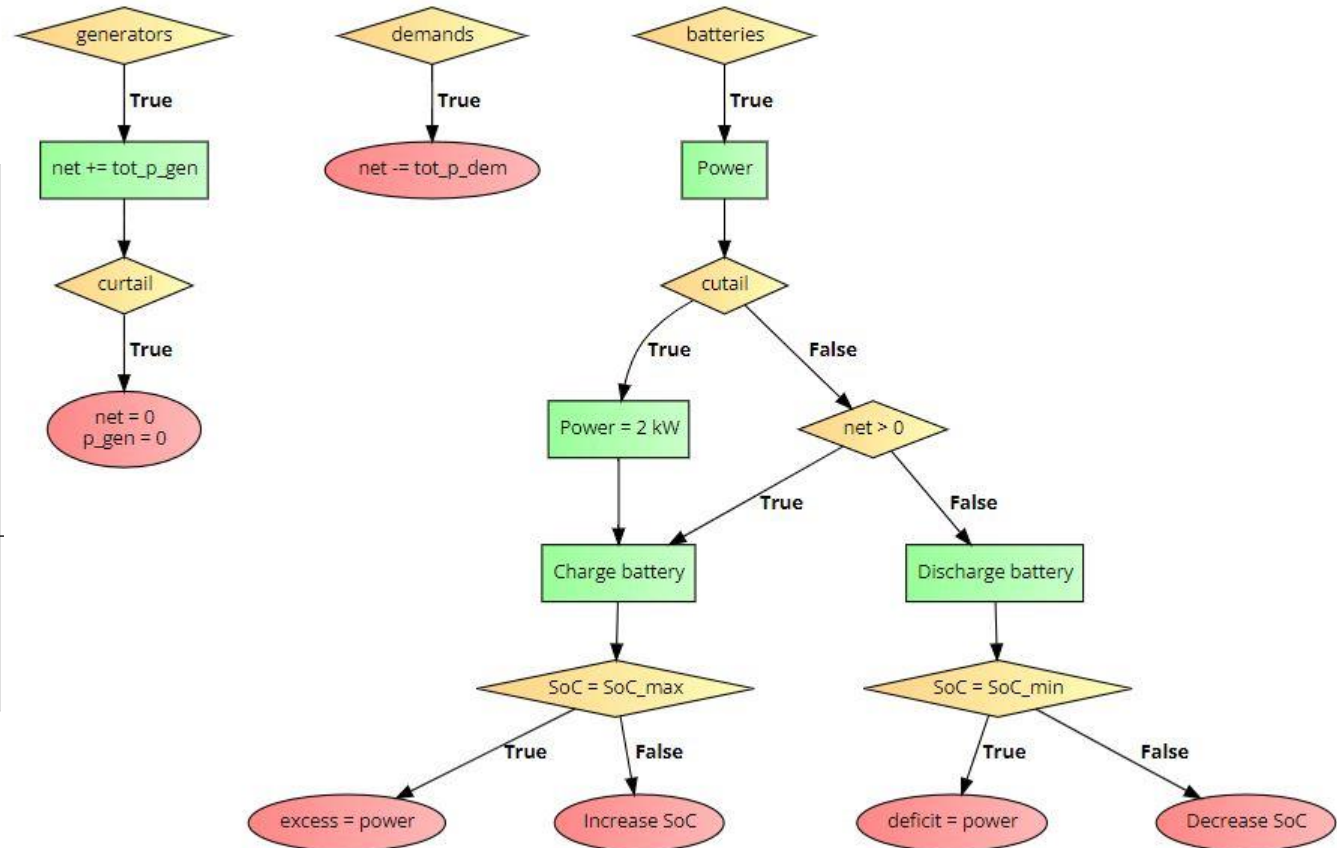 generators
demands
batteries
True
True
True
net += tot_p_gen
net -= tot_p_dem
Power
curtail
cutail
True
True
False
net = 0
p_gen = 0
Power = 2 kW
net > 0
True
False
Charge battery
Discharge battery
SoC = SoC_max
SoC = SoC_min
True
False
True
False
excess = power
Increase SoC
deficit = power
Decrease SoC